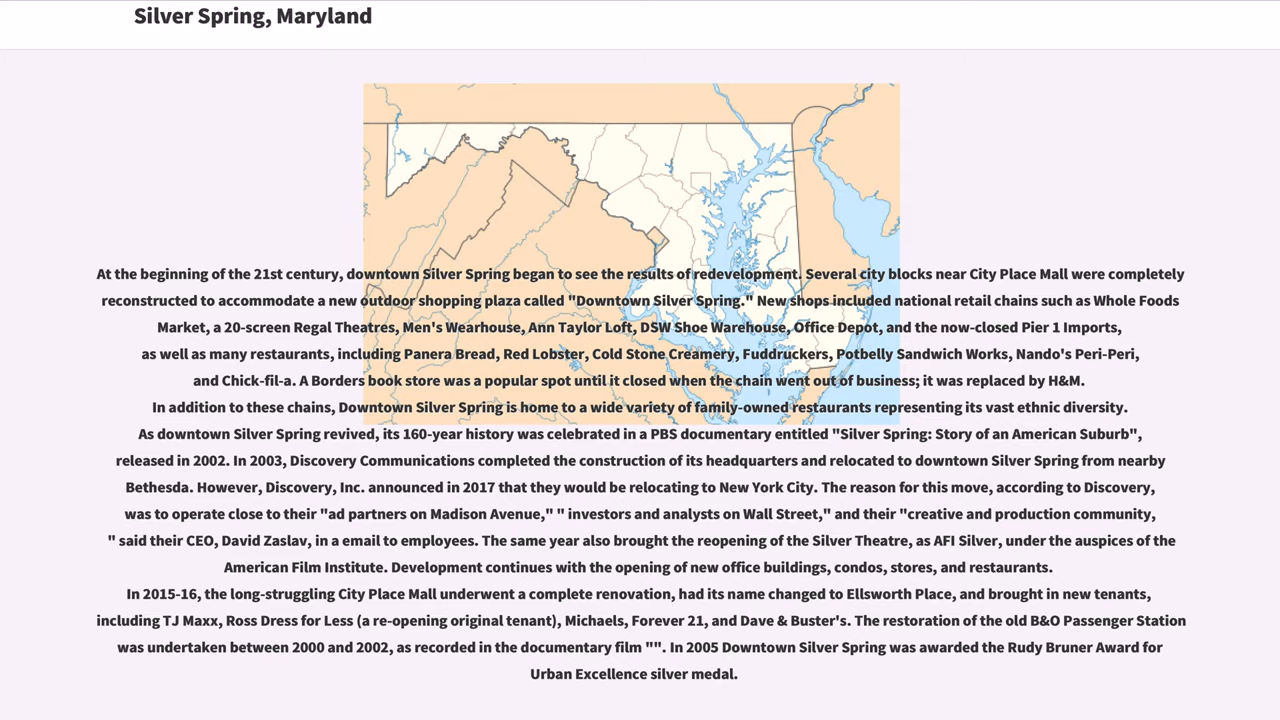 Silver Spring, Maryland
At the beginning of the 21st century, downtown Silver Spring began to see the results of redevelopment. Several city blocks near City Place Mall were completely
reconstructed to accommodate a new outdoor shopping plaza called "Downtown Silver Spring." New shops included national retail chains such as Whole Foods
Market, a 20-screen Regal Theatres, Men's Wearhouse, Ann Taylor Loft, DSW Shoe Warehouse, Office Depot, and the now-closed Pier 1 Imports,
as well as many restaurants, including Panera Bread, Red Lobster, Cold Stone Creamery, Fuddruckers, Potbelly Sandwich Works, Nando's Peri-Peri,
and Chick-fil-a. A Borders book store was a popular spot until it closed when the chain went out of business; it was replaced by H&M.
In addition to these chains, Downtown Silver Spring is home to a wide variety of family-owned restaurants representing its vast ethnic diversity.
As downtown Silver Spring revived, its 160-year history was celebrated in a PBS documentary entitled "Silver Spring: Story of an American Suburb",
released in 2002. In 2003, Discovery Communications completed the construction of its headquarters and relocated to downtown Silver Spring from nearby
Bethesda. However, Discovery, Inc. announced in 2017 that they would be relocating to New York City. The reason for this move, according to Discovery,
was to operate close to their "ad partners on Madison Avenue," " investors and analysts on Wall Street," and their "creative and production community,
" said their CEO, David Zaslav, in a email to employees. The same year also brought the reopening of the Silver Theatre, as AFI Silver, under the auspices of the
American Film Institute. Development continues with the opening of new office buildings, condos, stores, and restaurants.
In 2015-16, the long-struggling City Place Mall underwent a complete renovation, had its name changed to Ellsworth Place, and brought in new tenants,
including TJ Maxx, Ross Dress for Less (a re-opening original tenant), Michaels, Forever 21, and Dave & Buster's. The restoration of the old B&O Passenger Station
was undertaken between 2000 and 2002, as recorded in the documentary film "". In 2005 Downtown Silver Spring was awarded the Rudy Bruner Award for
Urban Excellence silver medal.